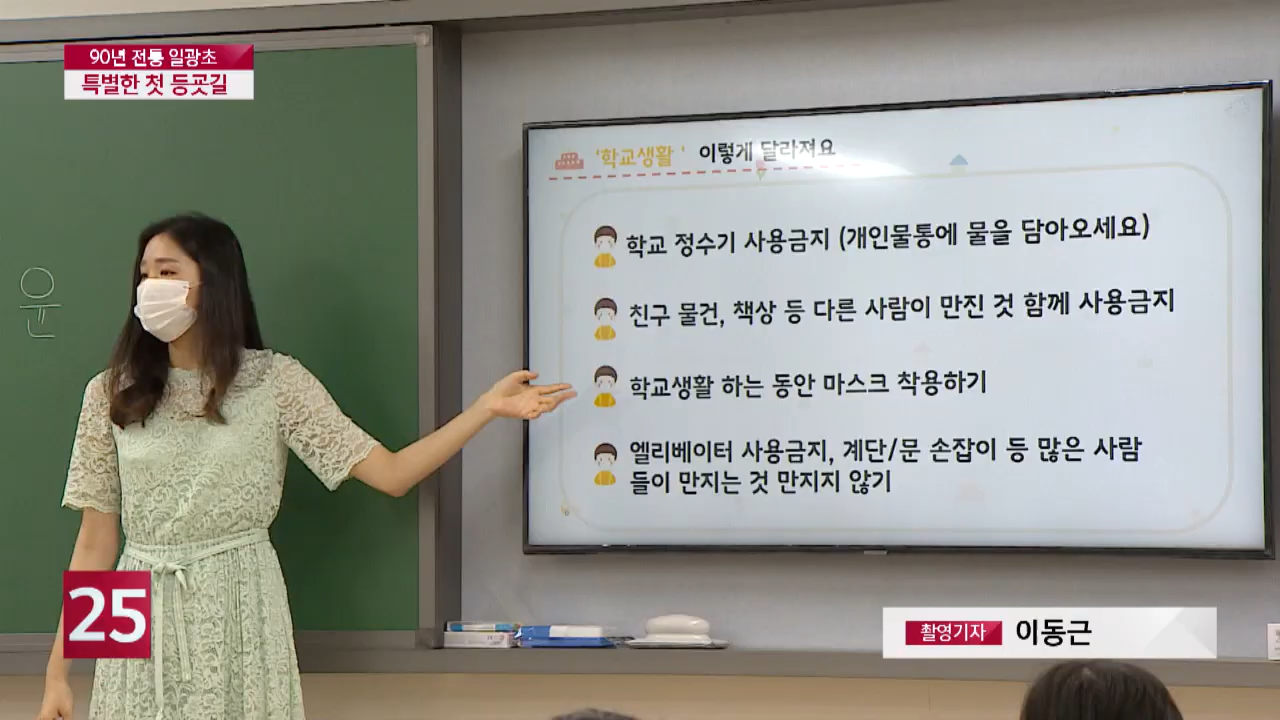 90년 전통 일광초
특별한 첫 등굣길
'학교생활' 이렇게 달라져요
학교 정수기 사용금지 (개인물통에 물을 담아오세요)
친구 물건, 책상 등 다른 사람이 만진 것 함께 사용금지
학교생활 하는 동안 마스크 착용하기
엘리베이터 사용금지, 계단/문 손잡이 등 많은 사람
들이 만지는 것 만지지 않기
16
윤
25
촬영기자 이동근